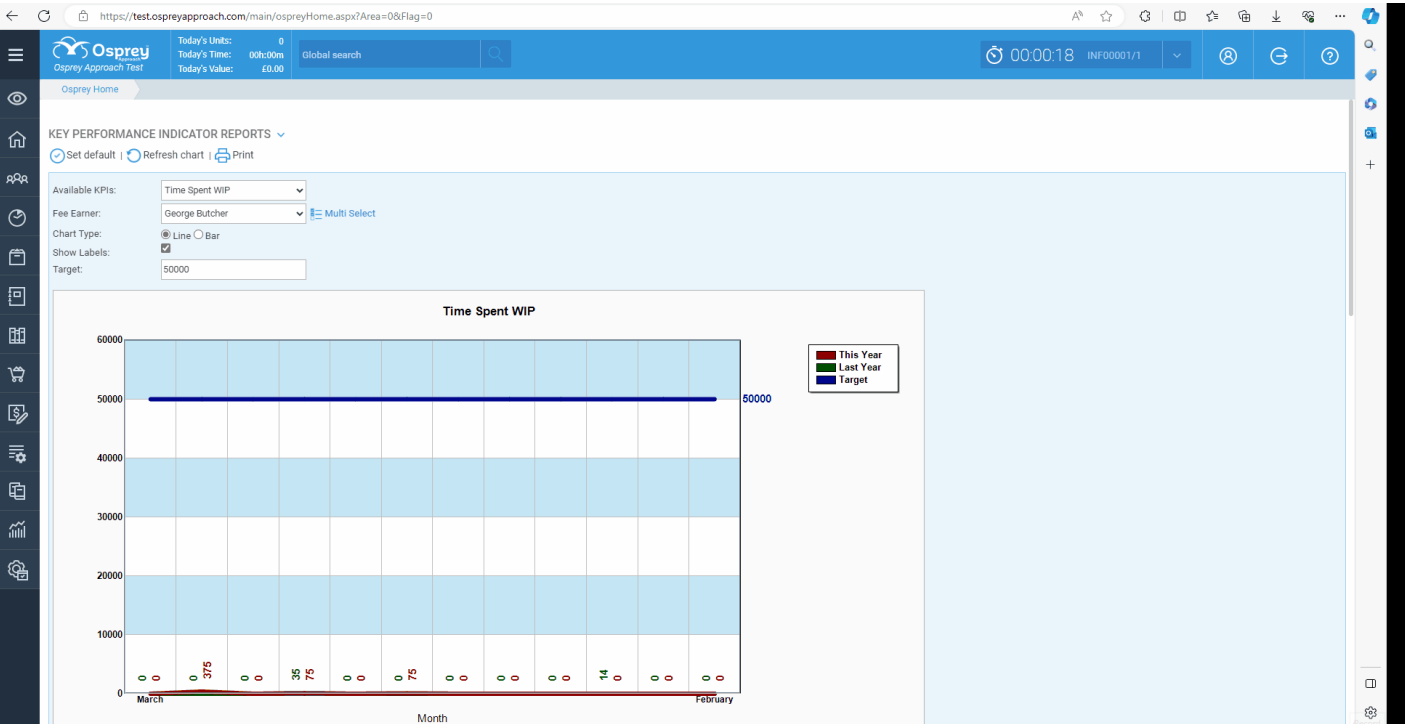 https://test.ospreyapproach.com/main/ospreyHome.aspx?Area=0&Flag=0
Osprey
Approach
Osprey Approach Test
Today's Units: 0
Today's Time: 00h:00m
Today's Value: £0.00
Global search
00:00:18 INF00001/1
Osprey Home
KEY PERFORMANCE INDICATOR REPORTS
Set default | Refresh chart | Print
Available KPIs: Time Spent WIP
Fee Earner: George Butcher Multi Select
Chart Type: Line Bar
Show Labels:
Target: 50000
Time Spent WIP
This Year
Last Year
Target
60000
50000 50000
40000
30000
20000
10000
0 0 0 375 0 0 35 75 0 0 0 75 0 0 0 0 0 0 14 0 0 0 0 0
0
March February
Month